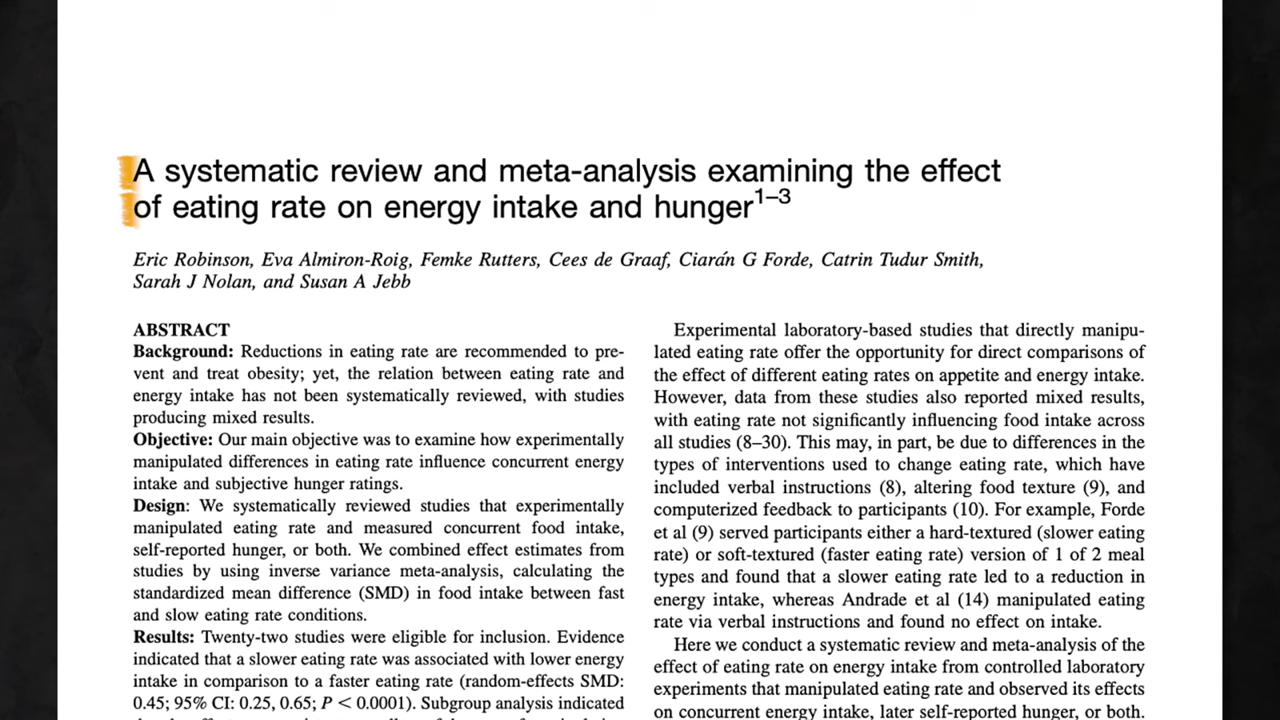 A systematic review and meta-analysis examining the effect
of eating rate on energy intake and hunger1–3
Eric Robinson, Eva Almiron-Roig, Femke Rutters, Cees de Graaf, Ciarán G Forde, Catrin Tudur Smith,
Sarah J Nolan, and Susan A Jebb
ABSTRACT
Background: Reductions in eating rate are recommended to pre-
vent and treat obesity; yet, the relation between eating rate and
energy intake has not been systematically reviewed, with studies
producing mixed results.
Objective: Our main objective was to examine how experimentally
manipulated differences in eating rate influence concurrent energy
intake and subjective hunger ratings.
Design: We systematically reviewed studies that experimentally
manipulated eating rate and measured concurrent food intake,
self-reported hunger, or both. We combined effect estimates from
studies by using inverse variance meta-analysis, calculating the
standardized mean difference (SMD) in food intake between fast
and slow eating rate conditions.
Results: Twenty-two studies were eligible for inclusion. Evidence
indicated that a slower eating rate was associated with lower energy
intake in comparison to a faster eating rate (random-effects SMD:
0.45; 95% CI: 0.25, 0.65; P < 0.0001). Subgroup analysis indicated
Experimental laboratory-based studies that directly manipu-
lated eating rate offer the opportunity for direct comparisons of
the effect of different eating rates on appetite and energy intake.
However, data from these studies also reported mixed results,
with eating rate not significantly influencing food intake across
all studies (8–30). This may, in part, be due to differences in the
types of interventions used to change eating rate, which have
included verbal instructions (8), altering food texture (9), and
computerized feedback to participants (10). For example, Forde
et al (9) served participants either a hard-textured (slower eating
rate) or soft-textured (faster eating rate) version of 1 of 2 meal
types and found that a slower eating rate led to a reduction in
energy intake, whereas Andrade et al (14) manipulated eating
rate via verbal instructions and found no effect on intake.
Here we conduct a systematic review and meta-analysis of the
effect of eating rate on energy intake from controlled laboratory
experiments that manipulated eating rate and observed its effects
on concurrent energy intake, later self-reported hunger, or both.